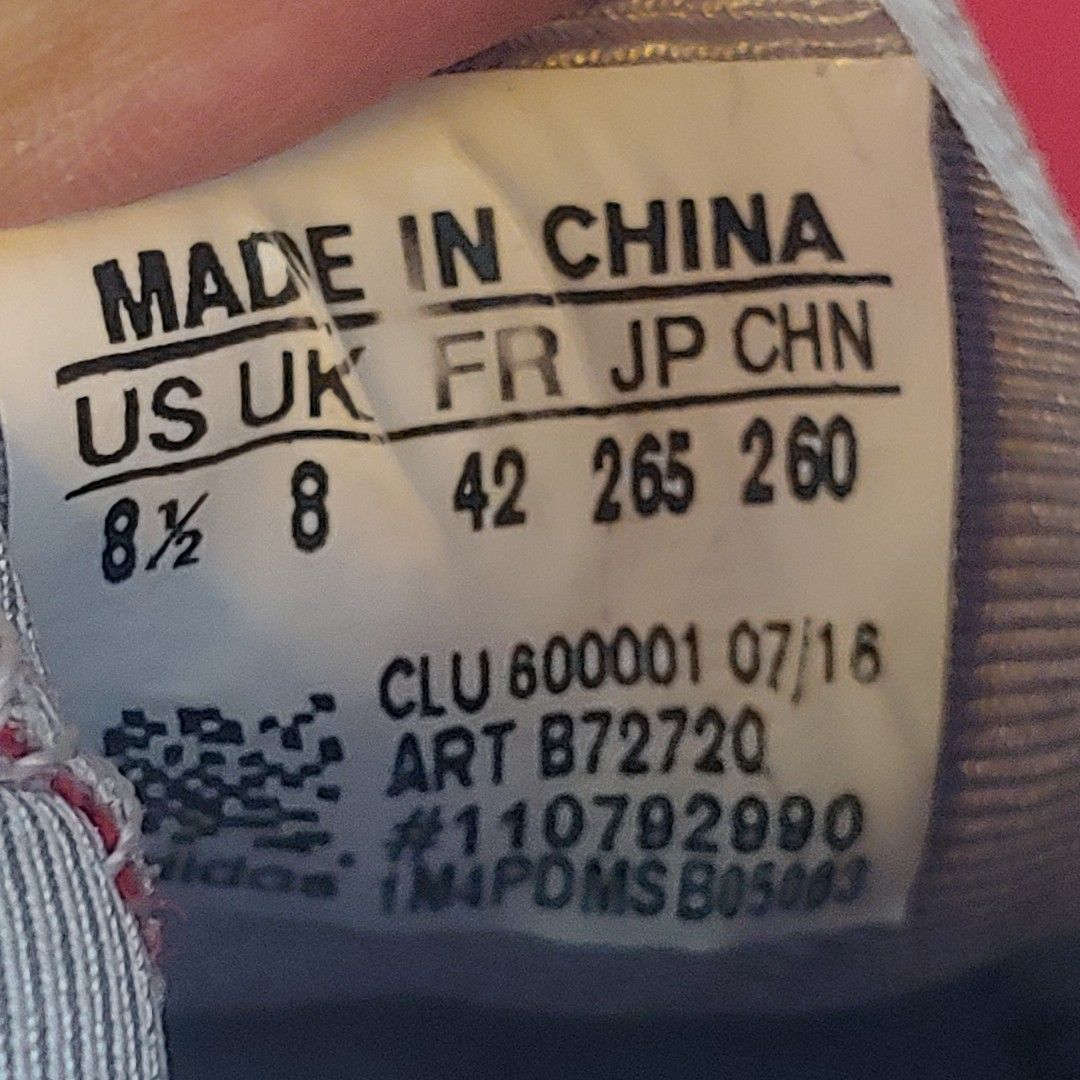 MADE IN CHINA
US UK FR JP CHN
8½ 8 42 265 260
CLU 600001 07/16
ART B72720
adidas